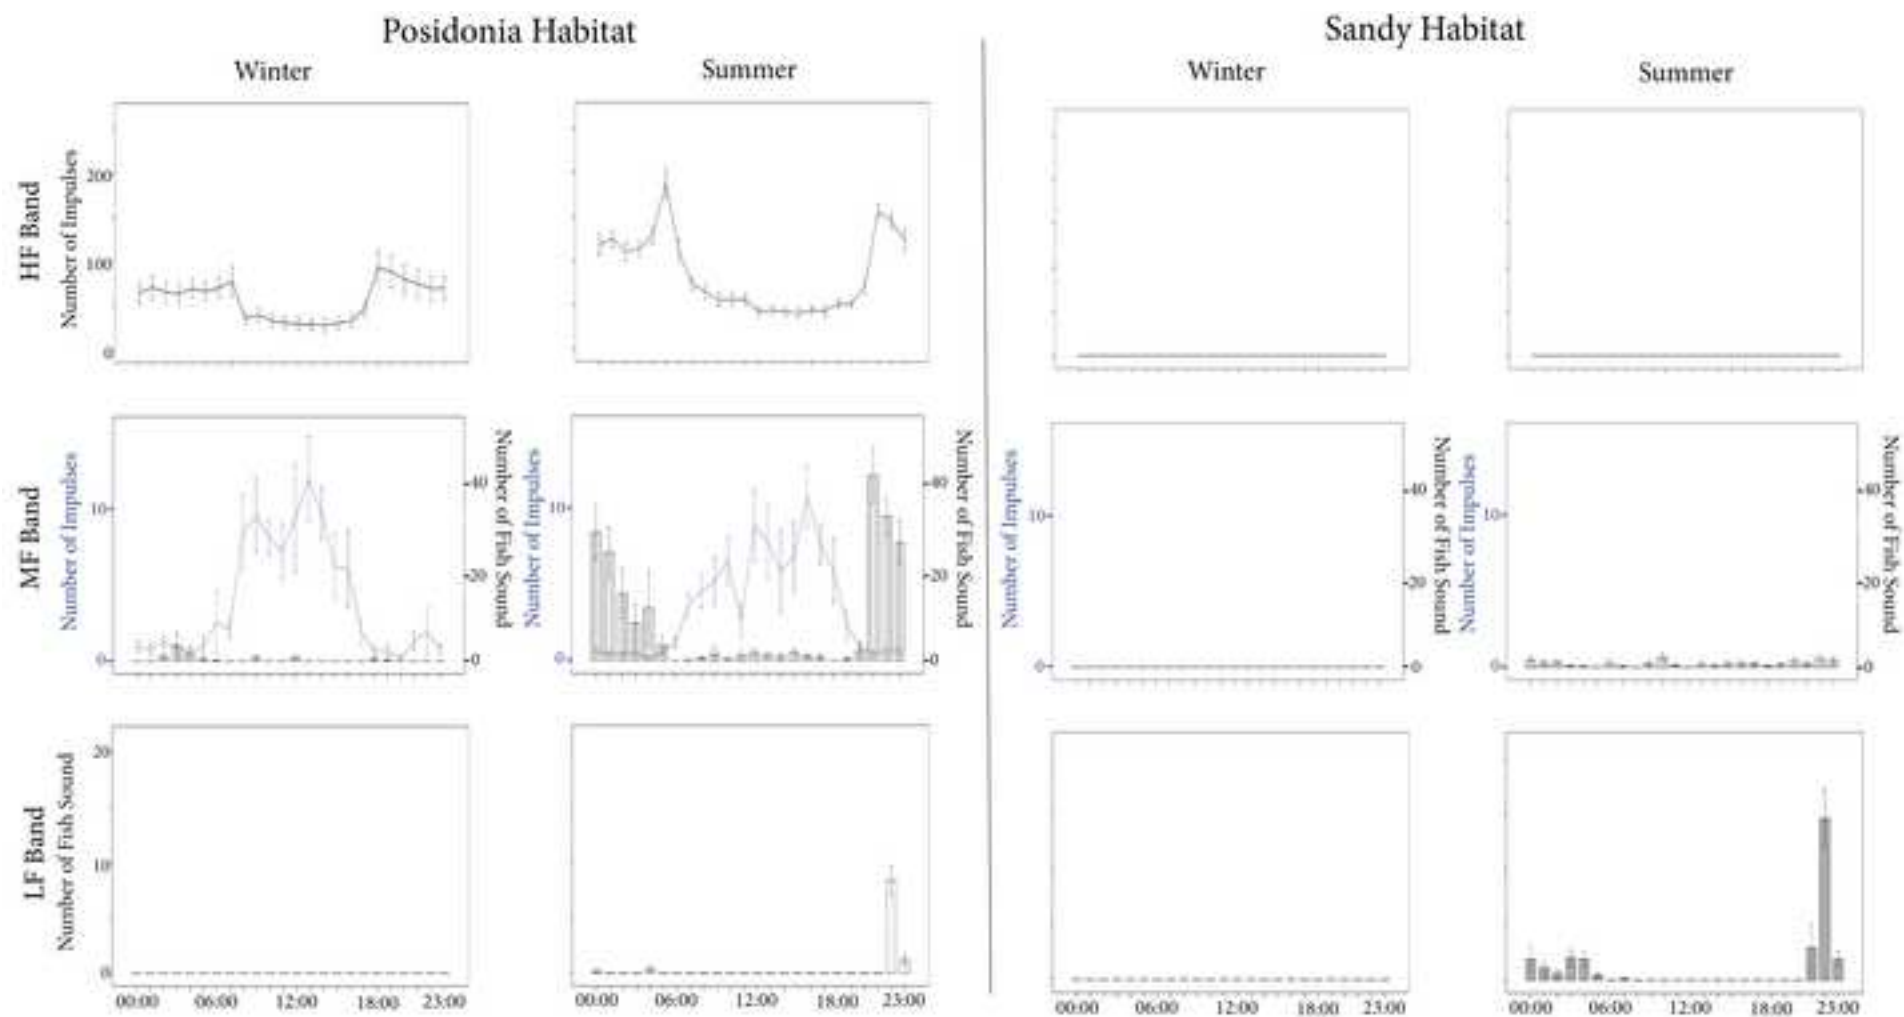 Posidonia Habitat
Sandy Habitat
Winter
Summer
Winter
Summer
HF Band
Number of Impulses
200
100
0
MF Band
Number of Impulses
10
0
40
20
0
Number of Fish Sound
Number of Impulses
10
0
40
20
0
Number of Fish Sound
Number of Impulses
10
0
40
20
0
Number of Fish Sound
Number of Impulses
10
0
40
20
0
Number of Fish Sound
LF Band
Number of Fish Sound
20
10
0
00:00 06:00 12:00 18:00 23:00
00:00 06:00 12:00 18:00 23:00
00:00 06:00 12:00 18:00 23:00
00:00 06:00 12:00 18:00 23:00